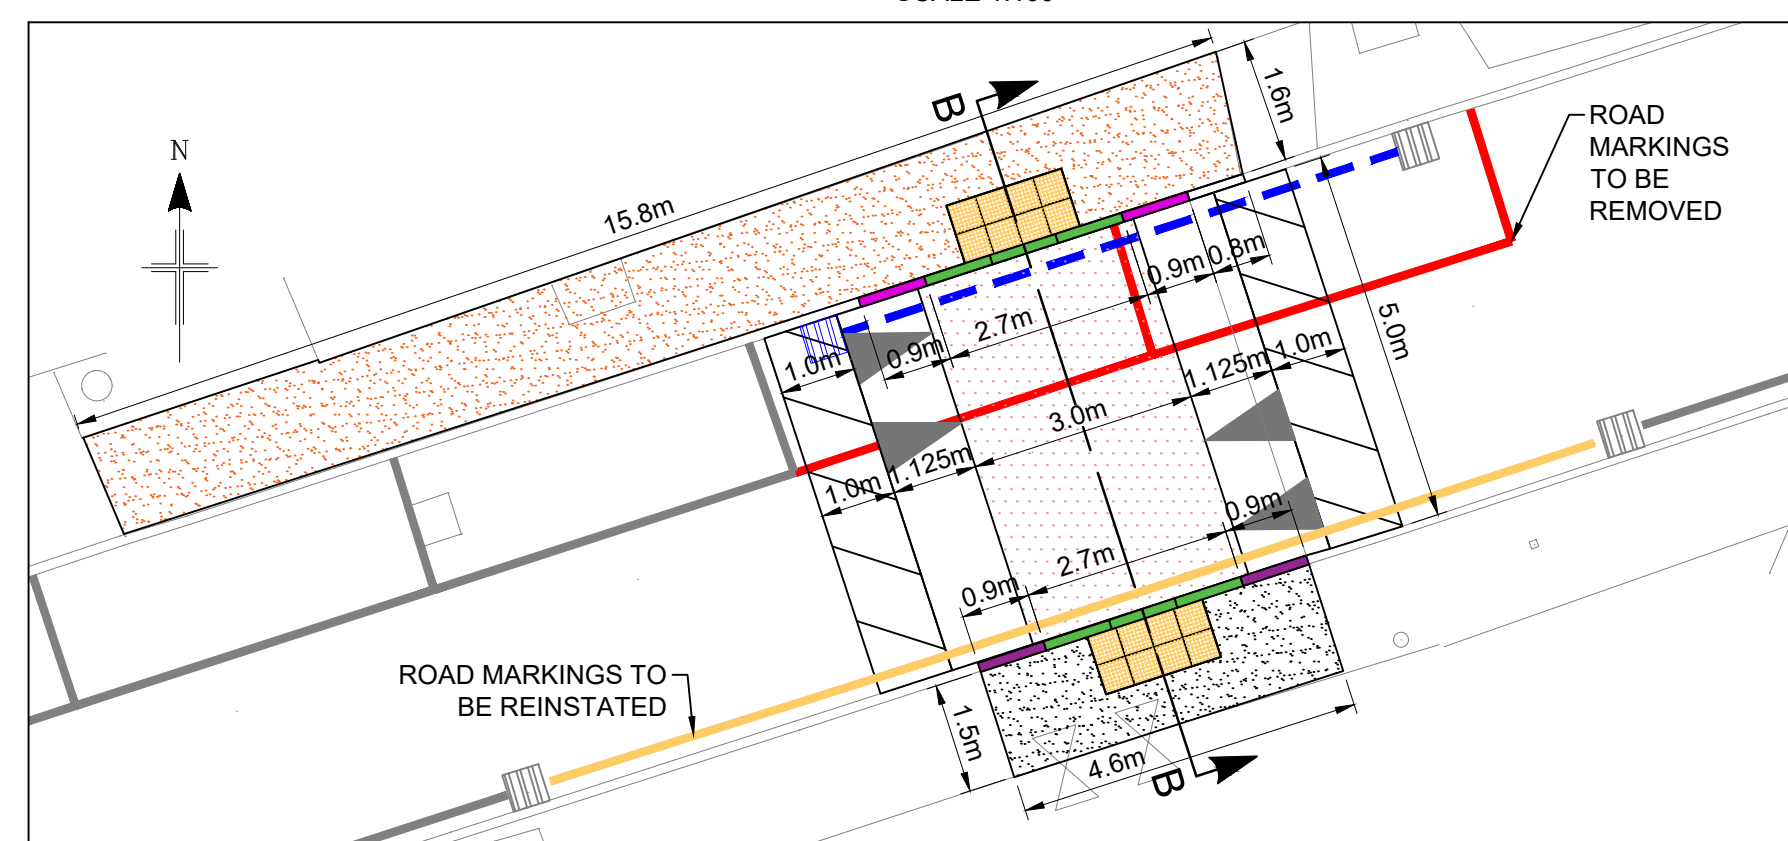 N
B
15.8m
1.6m
ROAD
MARKINGS
TO BE
REMOVED
0.9m
0.8m
2.7m
5.0m
1.0m
0.9m
1.125m
1.0m
3.0m
1.0m
1.125m
0.9m
2.7m
0.9m
ROAD MARKINGS TO
BE REINSTATED
1.5m
4.6m
B